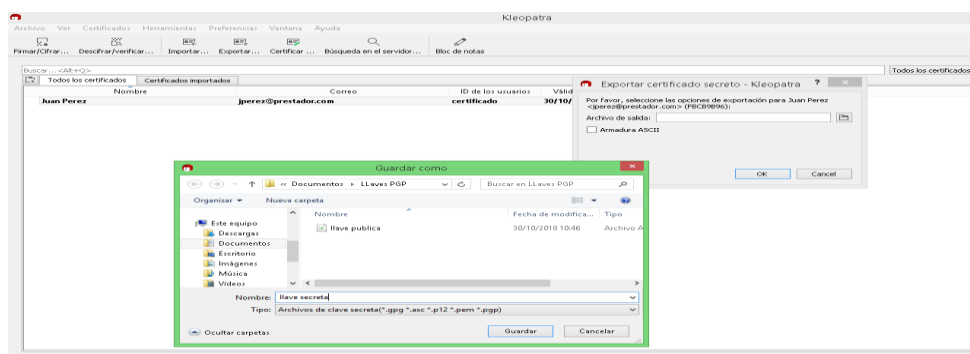 Kleopatra
Archivo Ver Certificados Herramientas Preferencias Ventana Ayuda
Firmar/Cifrar... Descifrar/verificar... Importar... Exportar... Certificar ... Búsqueda en el servidor... Bloc de notas
Buscar...<Alt+Q> Todos los certificados
Todos los certificados Certificados importados
Nombre Correo ID de los usuarios Válid
Juan Perez jperez@prestador.com certificado 30/10/
Exportar certificado secreto - Kleopatra ? ×
Por favor, seleccione las opciones de exportación para Juan Perez
<jperez@prestador.com> (FBCB9B96):
Archivo de salida:
Armadura ASCII
OK Cancel
Guardar como ×
« Documentos ▸ LLaves PGP Buscar en LLaves PGP
Organizar Nueva carpeta
Nombre Fecha de modifica... Tipo
Este equipo
llave publica 30/10/2018 10:46 Archivo A
Descargas
Documentos
Escritorio
Imágenes
Música
Vídeos
Nombre: llave secreta
Tipo: Archivos de clave secreta(*.gpg *.asc *.p12 *.pem *.pgp)
Ocultar carpetas Guardar Cancelar